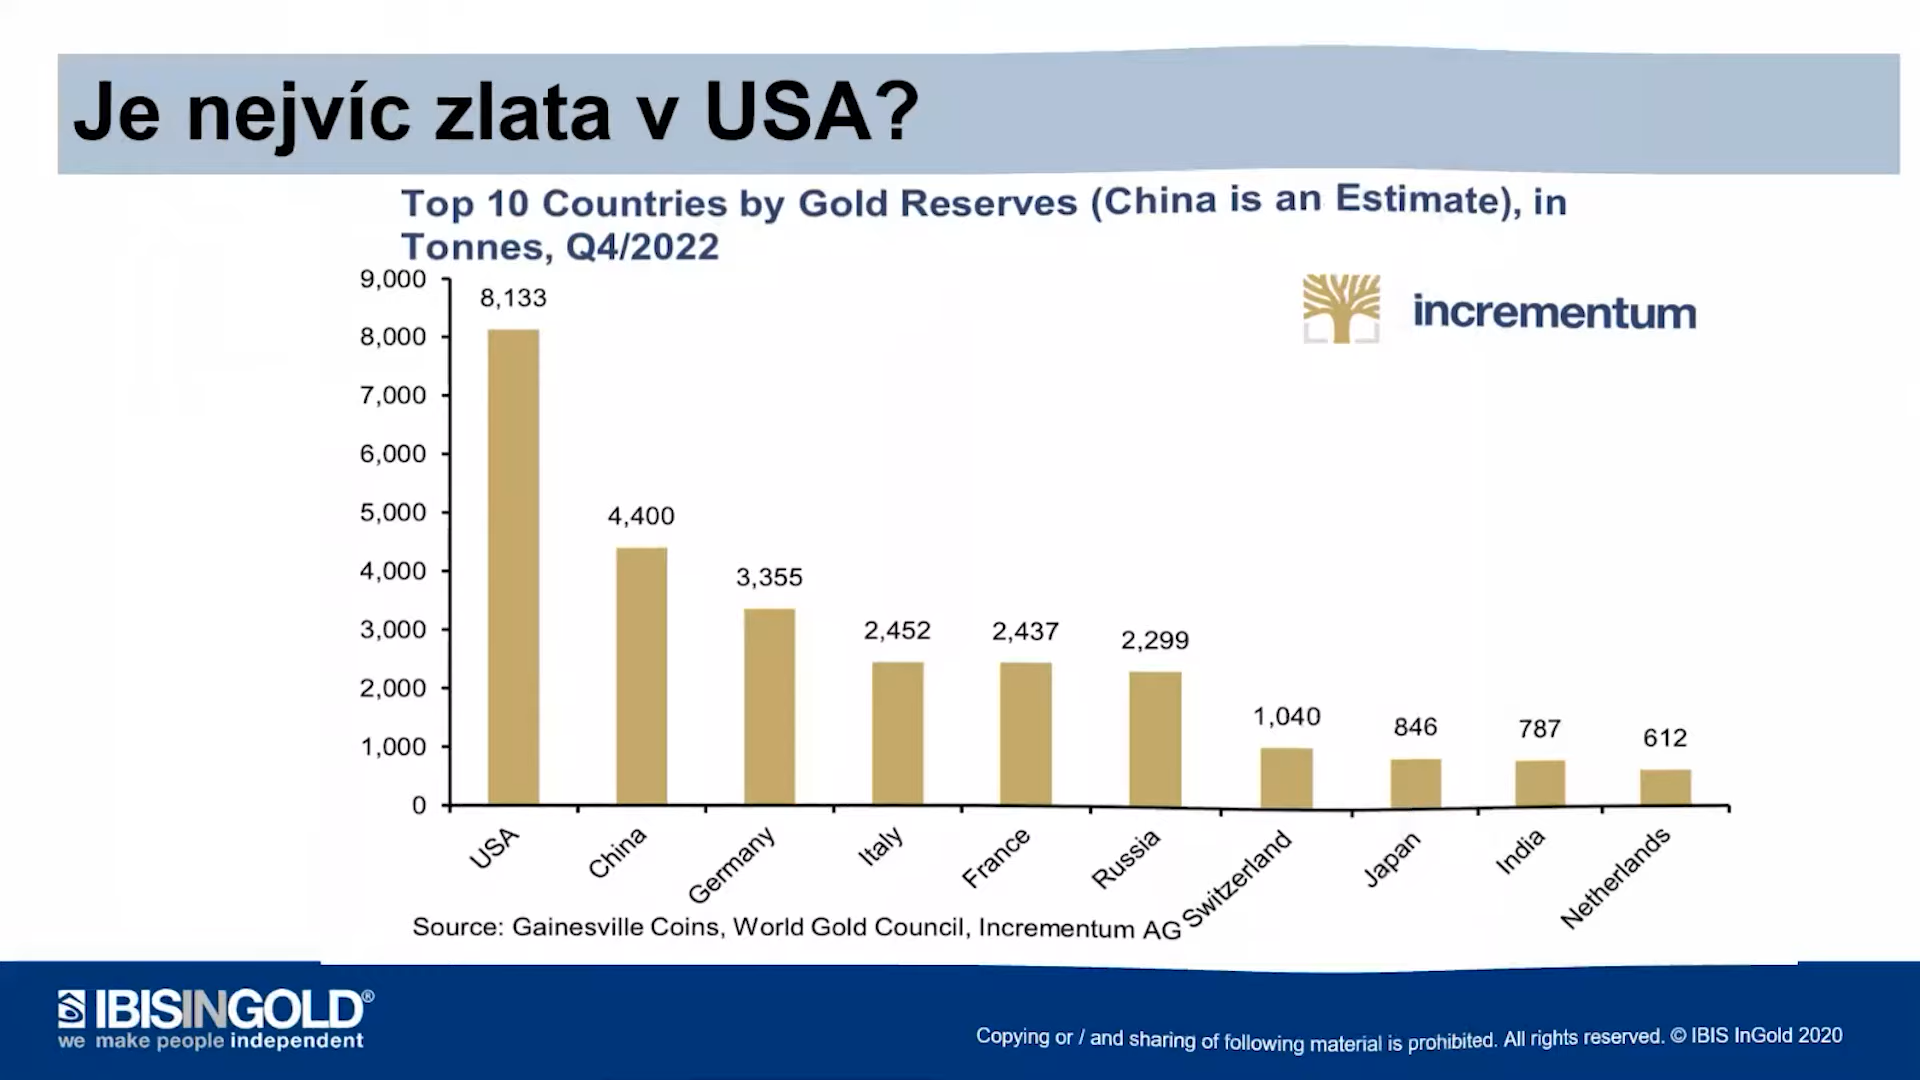 Je nejvíc zlata v USA?
Top 10 Countries by Gold Reserves (China is an Estimate), in
Tonnes, Q4/2022
incrementum
9,000
8,000
7,000
6,000
5,000
4,000
3,000
2,000
1,000
0
8,133
4,400
3,355
2,452
2,437
2,299
1,040
846
787
612
USA
China
Germany
Italy
France
Russia
Switzerland
Japan
India
Netherlands
Source: Gainesville Coins, World Gold Council, Incrementum AG
IBISINGOLD®
we make people independent
Copying or / and sharing of following material is prohibited. All rights reserved. © IBIS InGold 2020